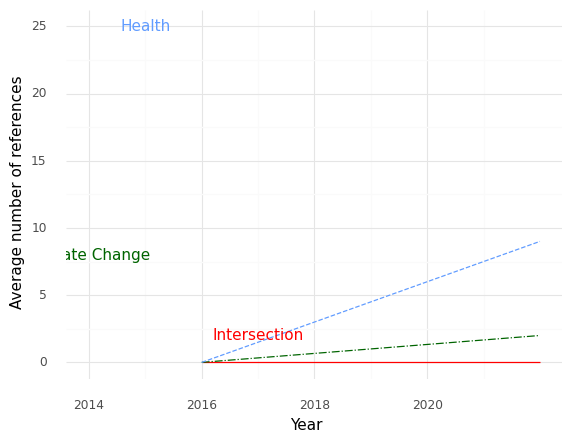 25
20
15
10
5
0
Average number of references
Health
ate Change
Intersection
2014
2016
2018
2020
Year